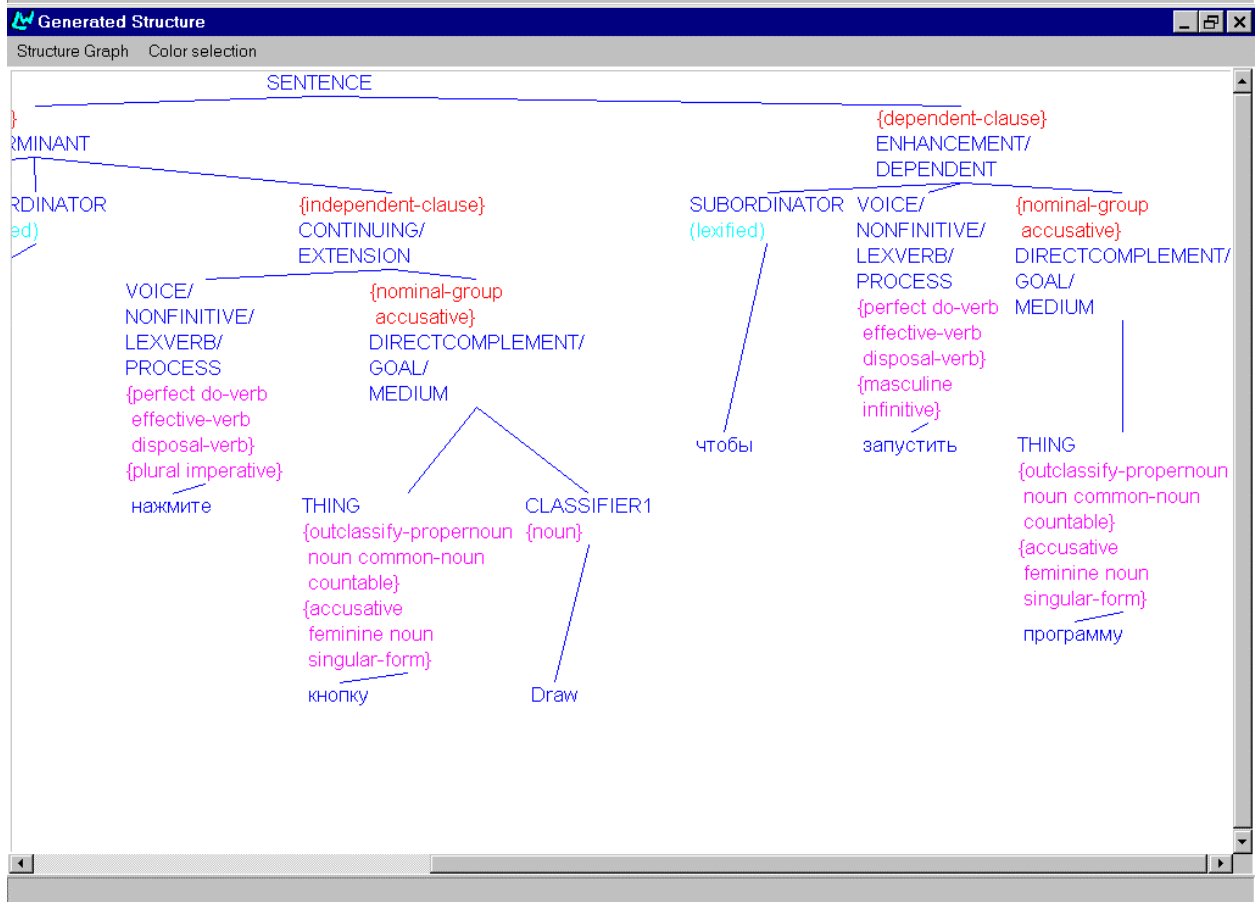 Generated Structure
Structure Graph Color selection
SENTENCE
}
RMINANT
{dependent-clause}
ENHANCEMENT/
DEPENDENT
RDINATOR
ed)
{independent-clause}
CONTINUING/
EXTENSION
SUBORDINATOR
(lexified)
VOICE/
NONFINITIVE/
LEXVERB/
PROCESS
{perfect do-verb
effective-verb
disposal-verb}
{masculine
infinitive}
{nominal-group
accusative}
DIRECTCOMPLEMENT/
GOAL/
MEDIUM
VOICE/
NONFINITIVE/
LEXVERB/
PROCESS
{perfect do-verb
effective-verb
disposal-verb}
{plural imperative}
нажмите
{nominal-group
accusative}
DIRECTCOMPLEMENT/
GOAL/
MEDIUM
чтобы
запустить
THING
{outclassify-propernoun
noun common-noun
countable}
{accusative
feminine noun
singular-form}
программу
THING
{outclassify-propernoun
noun common-noun
countable}
{accusative
feminine noun
singular-form}
кнопку
CLASSIFIER1
{noun}
Draw